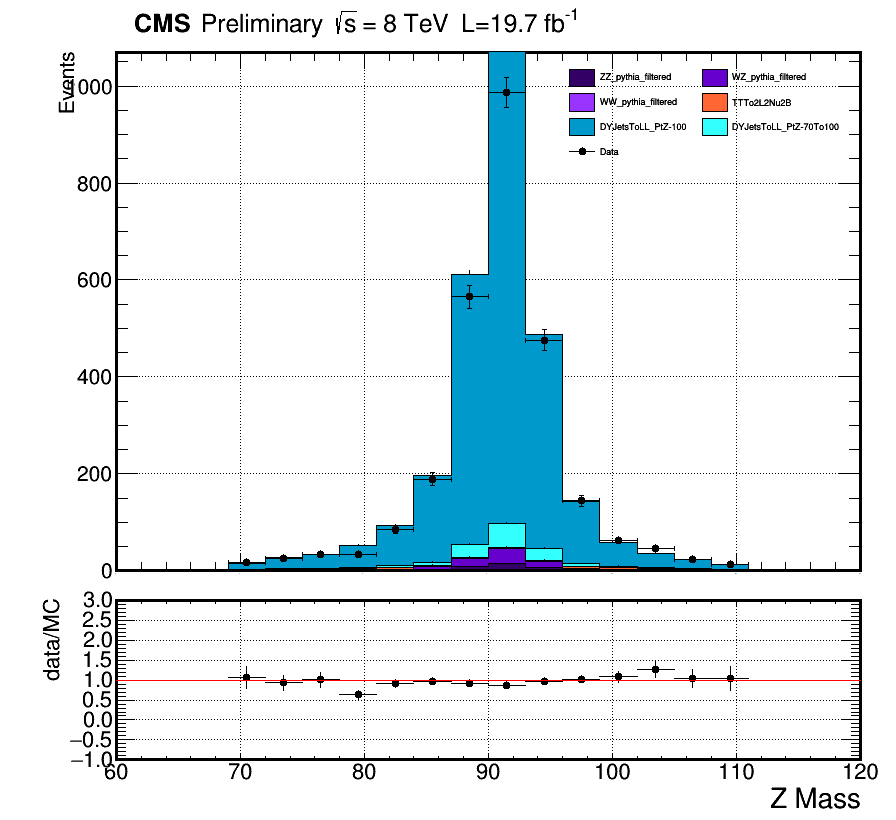 CMS Preliminary √s = 8 TeV L=19.7 fb-1
Events
1000
800
600
400
200
0
ZZ_pythia_filtered
WZ_pythia_filtered
WW_pythia_filtered
TTTo2L2Nu2B
DYJetsToLL_PtZ-100
DYJetsToLL_PtZ-70To100
Data
data/MC
3.0
2.5
2.0
1.5
1.0
0.5
0.0
−0.5
−1.0
60 70 80 90 100 110 120
Z Mass